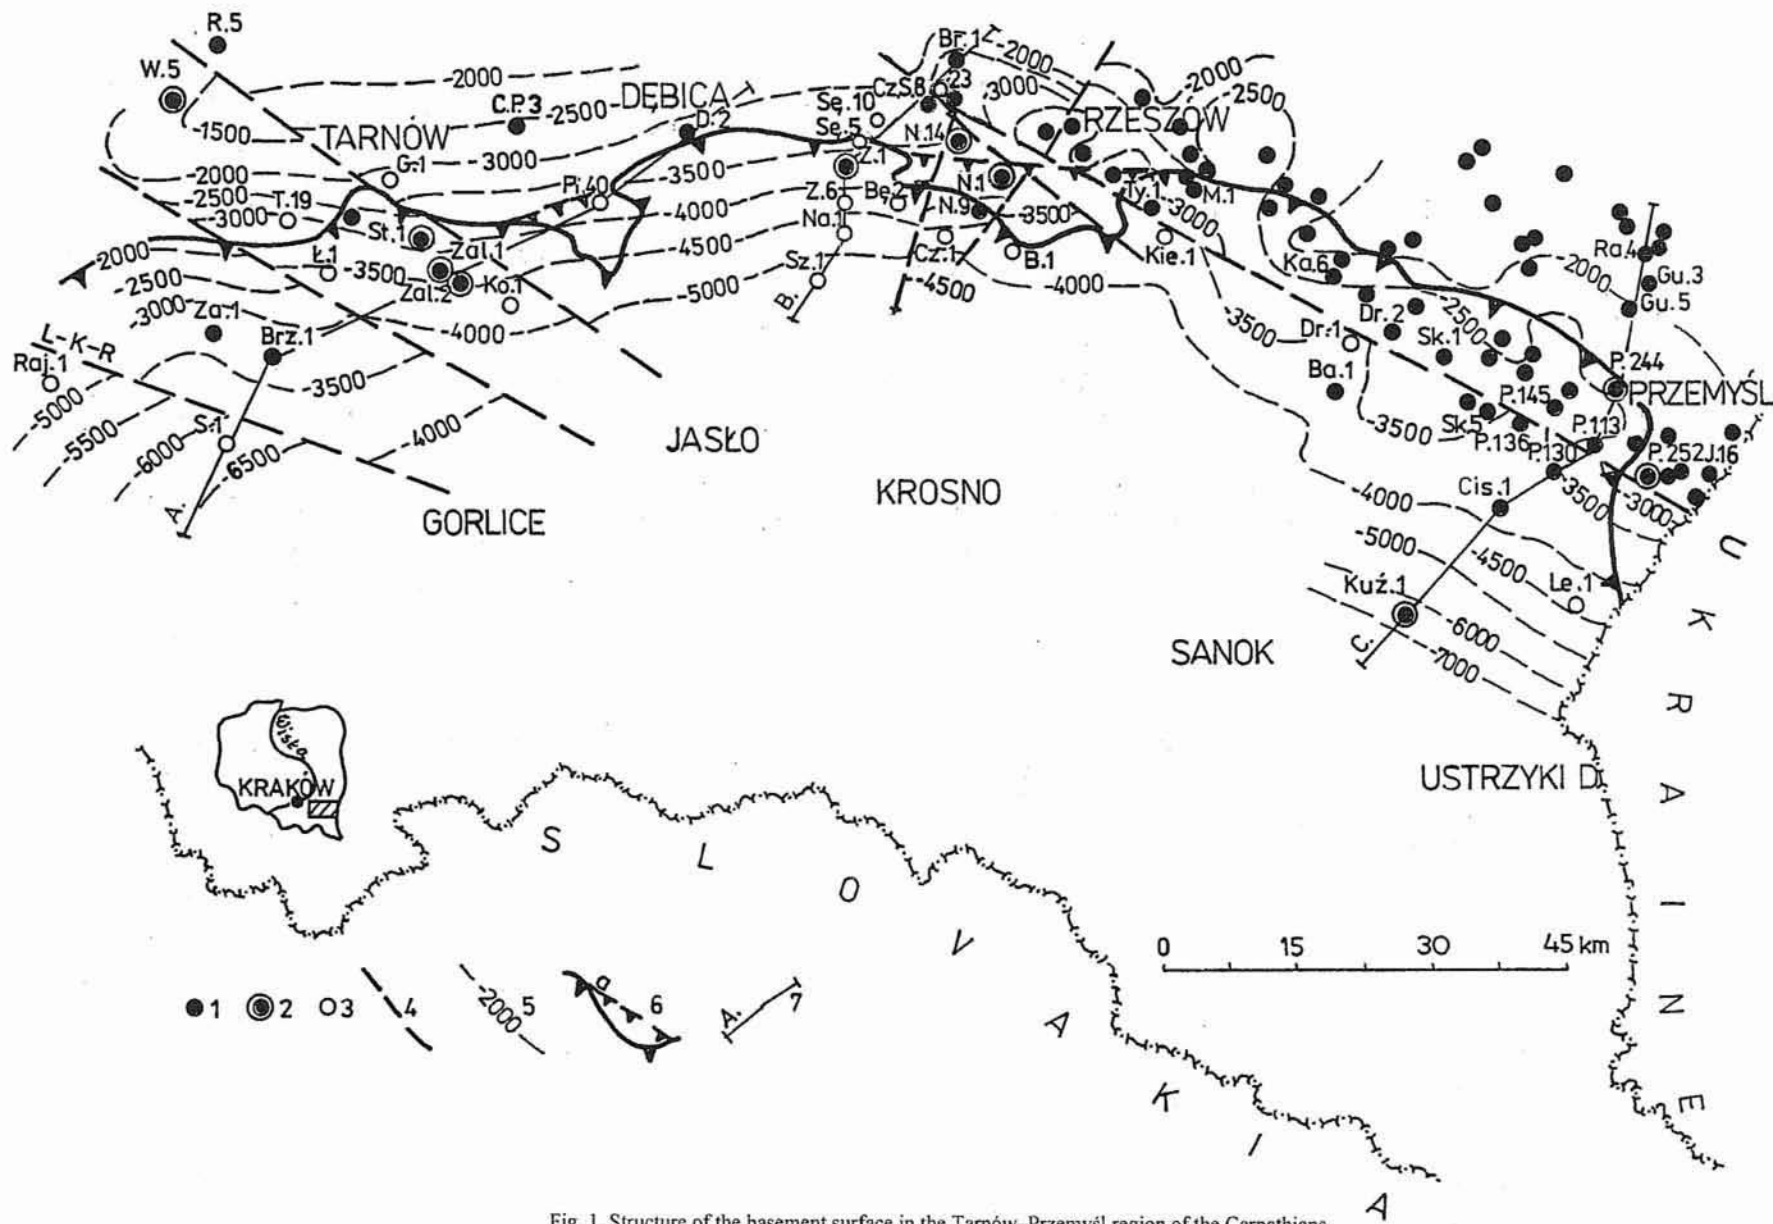 R.5
W.5
-2000
C.P.3
-2500
DĘBICA
D.2
-1500
TARNÓW
G.1
-3000
-3500
-2000
-2500
-3000
T.19
Pi.40
St.1
Zal.1
Ł.1
-3500
Zal.2
Ko.1
-4000
-4500
-5000
2000
-2500
-3000
Za.1
Brz.1
-4000
L-K-R
Raj.1
-3500
-5000
-5500
-6000
-6500
S.1
-4000
A.
Br.1
-2000
Cz.S.8
23
3000
Sę.10
Sę.5
N.14
Z.1
Z.6
Be.2
N.1
N.9
3500
Na.1
Cz.1
B.1
Sz.1
B.
-4500
-4000
-2000
2500
RZESZÓW
Ty.1
M.1
-3000
Kie.1
Ka.6
-3500
Dr.1
Dr.2
Sk.1
2500
Ba.1
-3500
Sk.5
P.145
P.136
P.130
P.113
P.244
PRZEMYŚL
P.252
J.16
Ra.4
Gu.3
Gu.5
-2000
-3500
-3000
Cis.1
-4000
-5000
-4500
Le.1
Kuź.1
-6000
-7000
C.
JASŁO
KROSNO
GORLICE
SANOK
USTRZYKI D.
Wisła
KRAKÓW
SLOVAKIA
UKRAINE
0 15 30 45 km
1 2 3 4 -2000 5 a 6 A. 7
Fig. 1. Structure of the basement surface in the Tarnów–Przemyśl region of the Carpathians